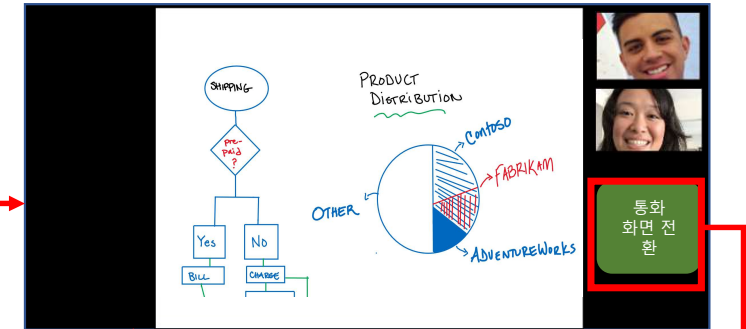 SHIPPING
Pre-
Paid
?
Yes
No
BILL
CHARGE
PRODUCT
DISTRIBUTION
Contoso
FABRIKAM
OTHER
ADVENTUREWORKS
통화
화면 전
환